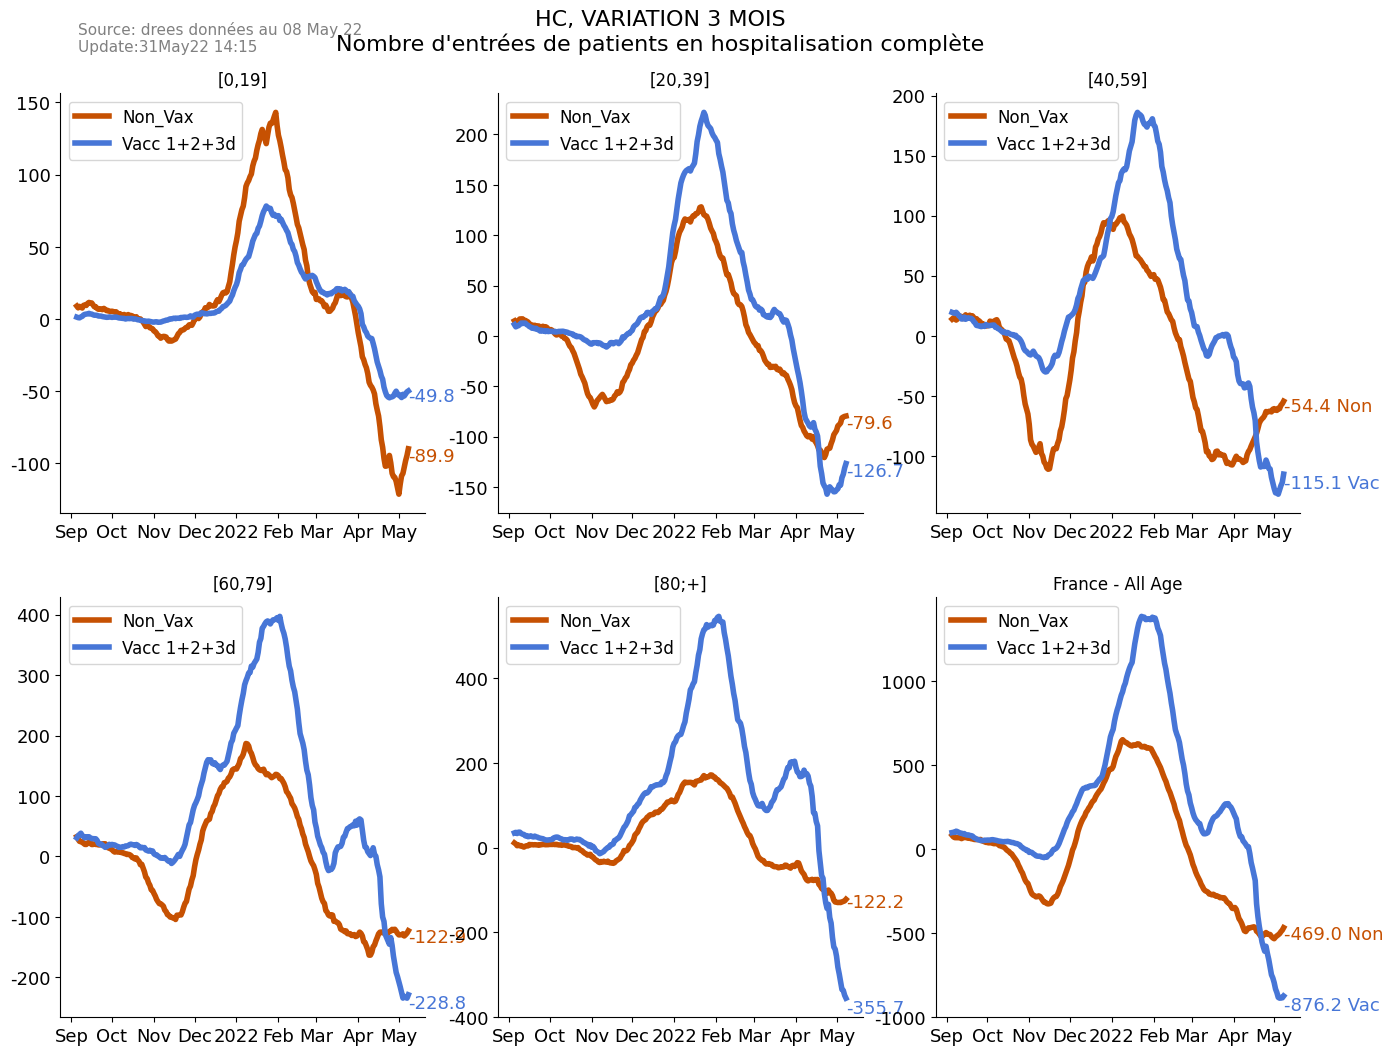 HC, VARIATION 3 MOIS
Source: drees données au 08 May 22
Update:31May22 14:15
Nombre d'entrées de patients en hospitalisation complète
[0,19]
Non_Vax
Vacc 1+2+3d
150
100
50
0
-50
-100
-49.8
-89.9
Sep Oct Nov Dec 2022 Feb Mar Apr May
[20,39]
Non_Vax
Vacc 1+2+3d
200
150
100
50
0
-50
-100
-150
-79.6
-126.7
Sep Oct Nov Dec 2022 Feb Mar Apr May
[40,59]
Non_Vax
Vacc 1+2+3d
200
150
100
50
0
-50
-100
-54.4 Non
-115.1 Vac
Sep Oct Nov Dec 2022 Feb Mar Apr May
[60,79]
Non_Vax
Vacc 1+2+3d
400
300
200
100
0
-100
-200
-228.8
Sep Oct Nov Dec 2022 Feb Mar Apr May
[80;+]
Non_Vax
Vacc 1+2+3d
400
200
0
-200
-400
-122.2
-355.7
Sep Oct Nov Dec 2022 Feb Mar Apr May
France - All Age
Non_Vax
Vacc 1+2+3d
1000
500
0
-500
-1000
-469.0 Non
-876.2 Vac
Sep Oct Nov Dec 2022 Feb Mar Apr May